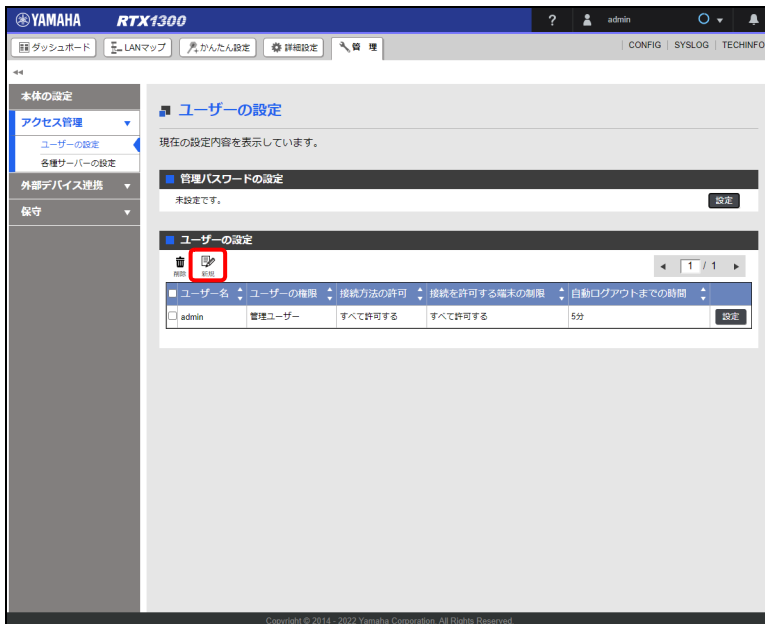 YAMAHA RTX1300 ? admin
ダッシュボード LANマップ かんたん設定 詳細設定 管理 CONFIG SYSLOG TECHINFO
本体の設定
アクセス管理
ユーザーの設定
各種サーバーの設定
外部デバイス連携
保守
ユーザーの設定
現在の設定内容を表示しています。
管理パスワードの設定
未設定です。 設定
ユーザーの設定
削除 新規 1 / 1
ユーザー名 ユーザーの権限 接続方法の許可 接続を許可する端末の制限 自動ログアウトまでの時間
admin 管理ユーザー すべて許可する すべて許可する 5分 設定
Copyright © 2014 - 2022 Yamaha Corporation. All Rights Reserved.